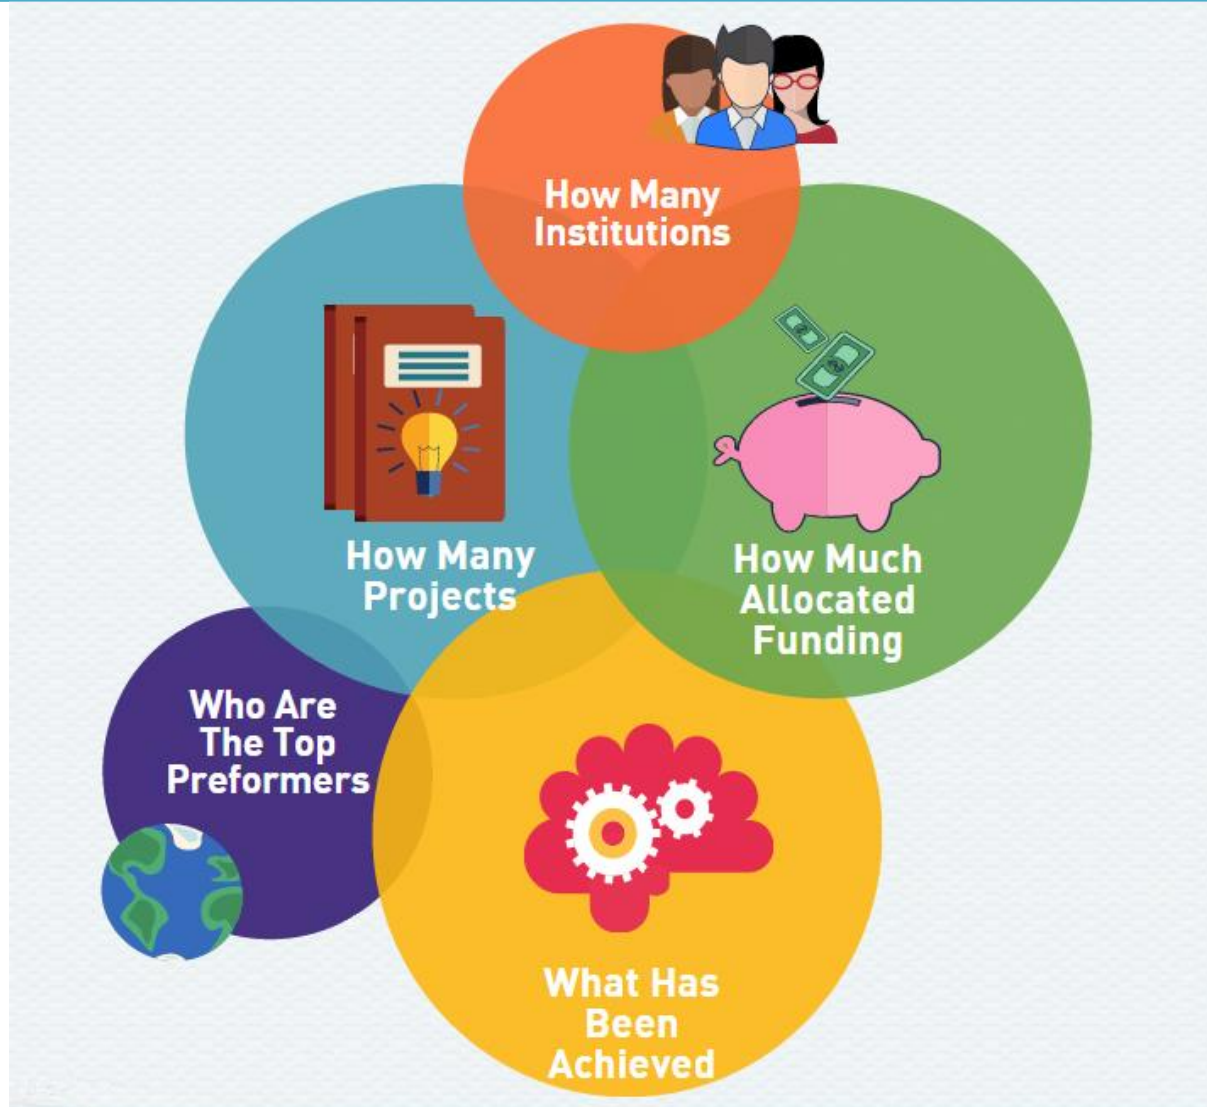 How Many
Institutions
How Many
Projects
How Much
Allocated
Funding
Who Are
The Top
Preformers
What Has
Been
Achieved